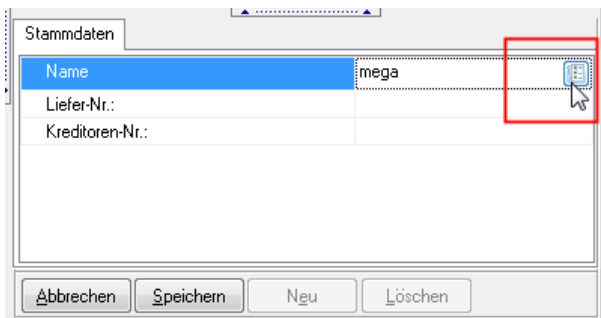 Stammdaten
Name mega
Liefer-Nr.:
Kreditoren-Nr.:
Abbrechen Speichern Neu Löschen